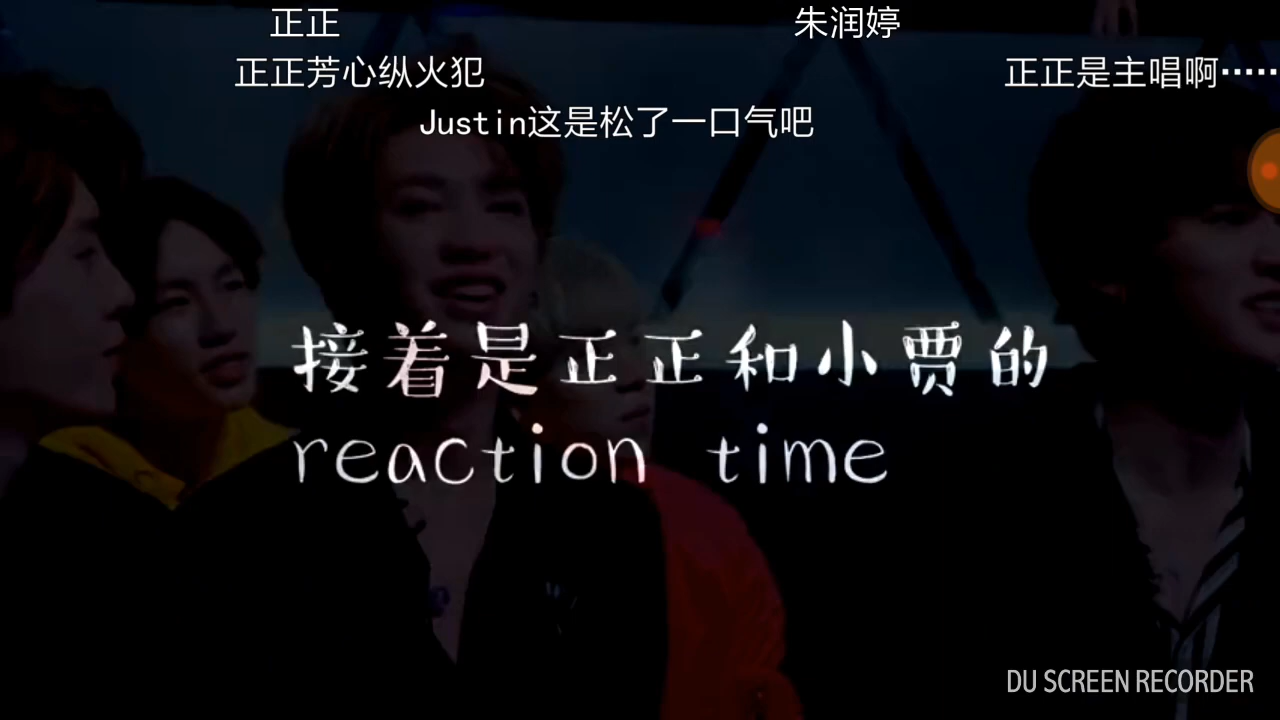 正正
朱润婷
正正芳心纵火犯
正正是主唱啊……
Justin这是松了一口气吧
接着是正正和小贾的
reaction time
DU SCREEN RECORDER